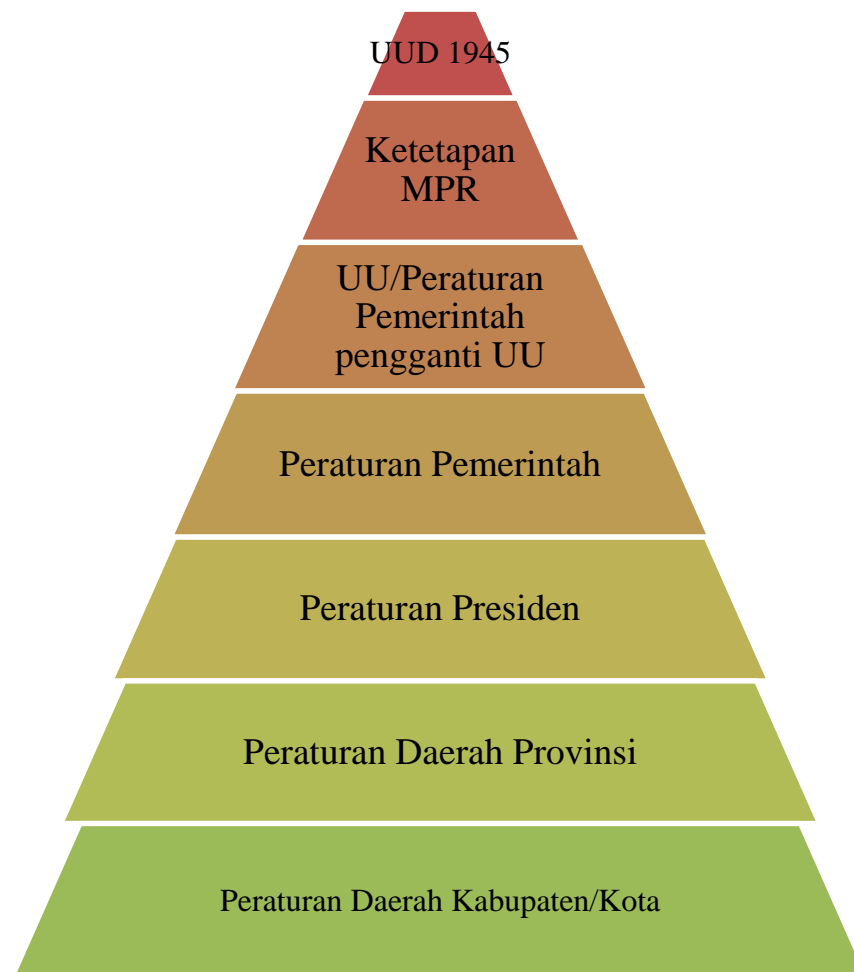 UUD 1945
Ketetapan
MPR
UU/Peraturan
Pemerintah
pengganti UU
Peraturan Pemerintah
Peraturan Presiden
Peraturan Daerah Provinsi
Peraturan Daerah Kabupaten/Kota